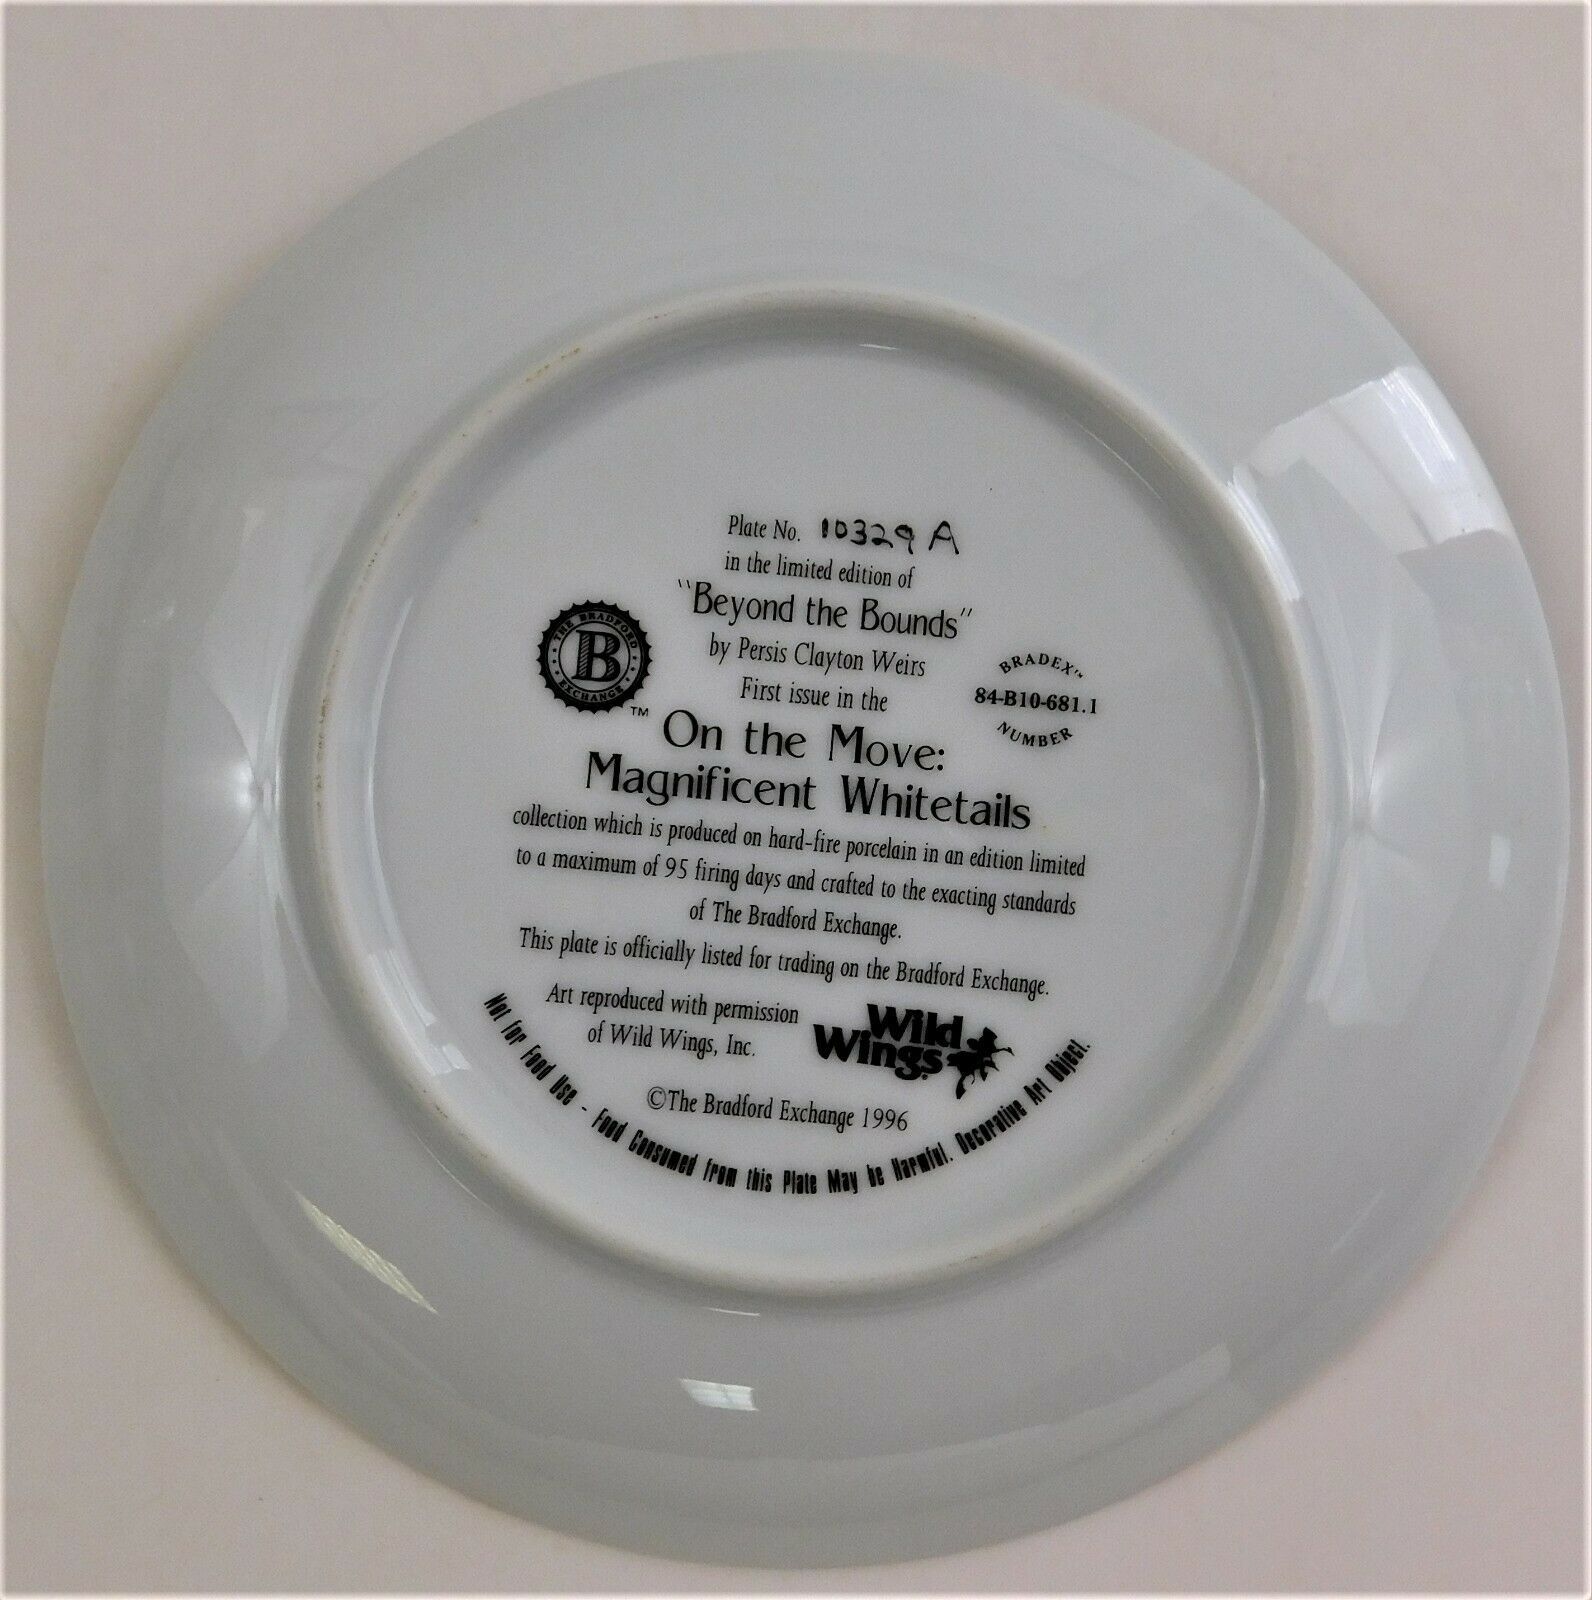 Plate No. 10329 A
in the limited edition of
"Beyond the Bounds"
by Persis Clayton Weirs
First issue in the
On the Move:
Magnificent Whitetails
THE BRADFORD
B
EXCHANGE
TM
BRADEX™
84-B10-681.1
NUMBER
collection which is produced on hard-fire porcelain in an edition limited
to a maximum of 95 firing days and crafted to the exacting standards
of The Bradford Exchange.
This plate is officially listed for trading on the Bradford Exchange.
Art reproduced with permission
of Wild Wings, Inc.
Wild
Wings
©The Bradford Exchange 1996
Not for Food Use - Food Consumed from this Plate May be Harmful. Decorative Art Object.